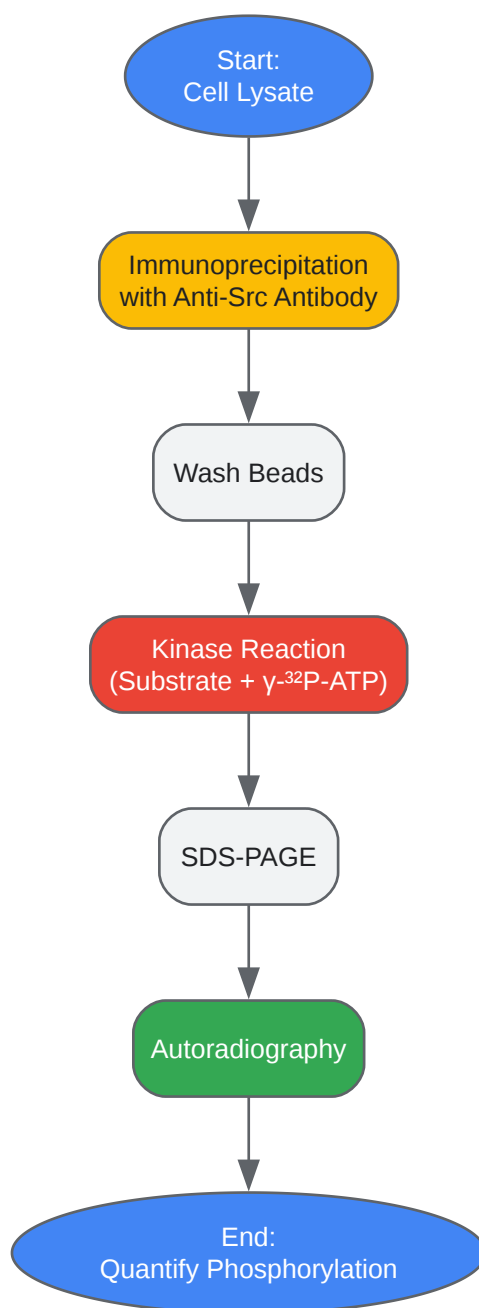 Start:
Cell Lysate
Immunoprecipitation
with Anti-Src Antibody
Wash Beads
Kinase Reaction
(Substrate + γ-³²P-ATP)
SDS-PAGE
Autoradiography
End:
Quantify Phosphorylation